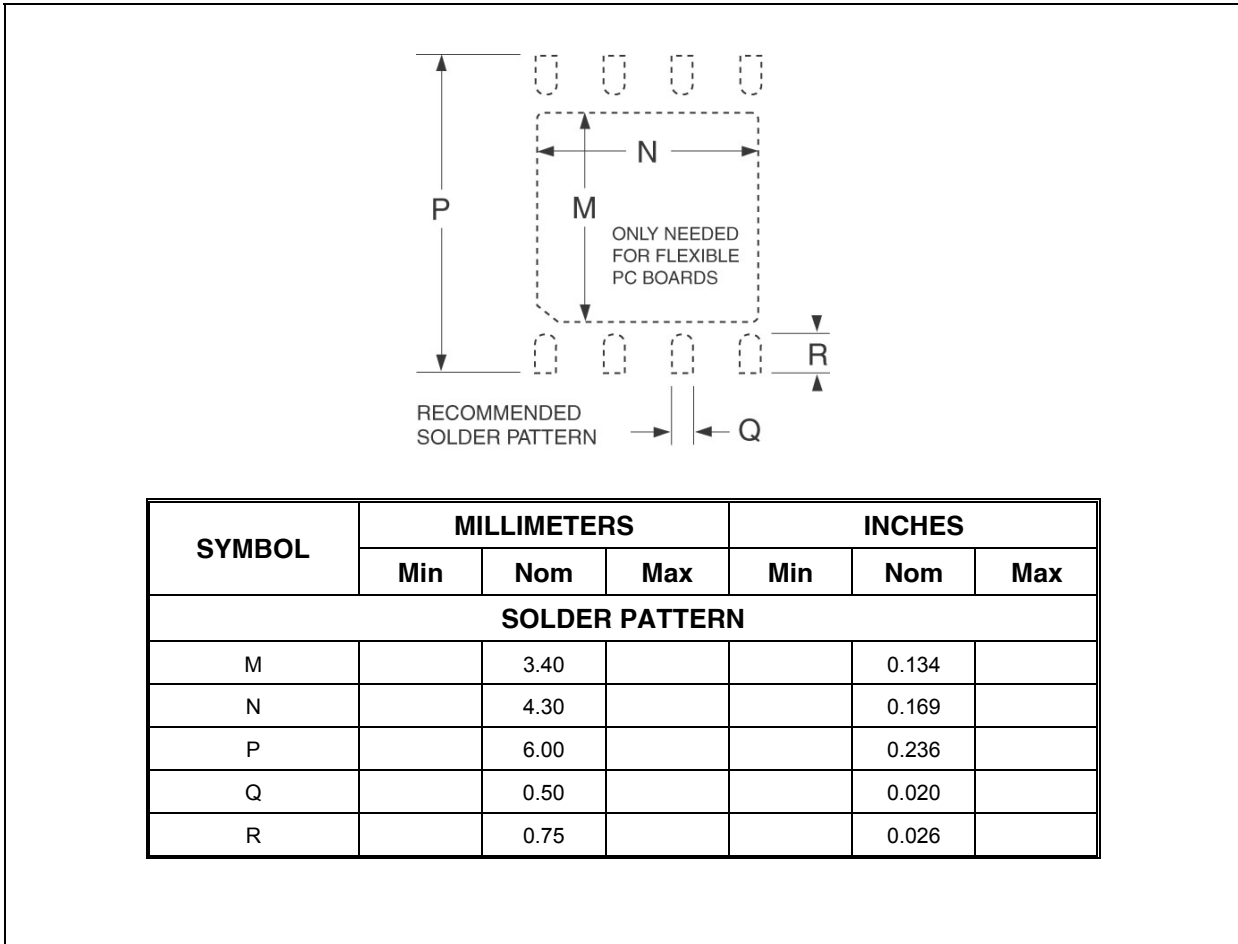 N
P
M
ONLY NEEDED
FOR FLEXIBLE
PC BOARDS
R
RECOMMENDED
SOLDER PATTERN
Q
SYMBOL MILLIMETERS INCHES
Min Nom Max Min Nom Max
SOLDER PATTERN
M 3.40 0.134
N 4.30 0.169
P 6.00 0.236
Q 0.50 0.020
R 0.75 0.026